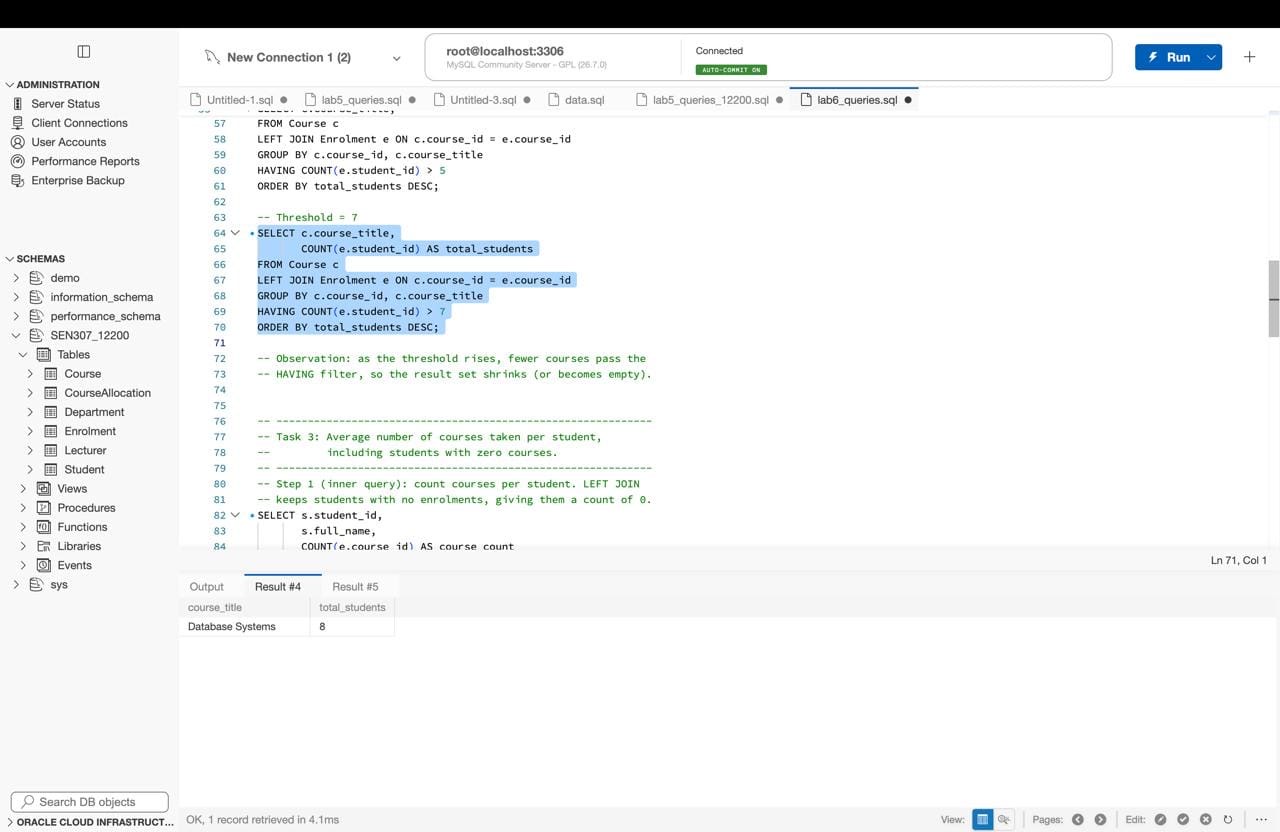 New Connection 1 (2)
root@localhost:3306
MySQL Community Server - GPL (26.7.0)
Connected
AUTO-COMMIT ON
Run
ADMINISTRATION
Server Status
Client Connections
User Accounts
Performance Reports
Enterprise Backup
SCHEMAS
demo
information_schema
performance_schema
SEN307_12200
Tables
Course
CourseAllocation
Department
Enrolment
Lecturer
Student
Views
Procedures
Functions
Libraries
Events
sys
Search DB objects
ORACLE CLOUD INFRASTRUCT...
Untitled-1.sql
lab5_queries.sql
Untitled-3.sql
data.sql
lab5_queries_12200.sql
lab6_queries.sql
57 FROM Course c
58 LEFT JOIN Enrolment e ON c.course_id = e.course_id
59 GROUP BY c.course_id, c.course_title
60 HAVING COUNT(e.student_id) > 5
61 ORDER BY total_students DESC;
62
63 -- Threshold = 7
64 SELECT c.course_title,
65 COUNT(e.student_id) AS total_students
66 FROM Course c
67 LEFT JOIN Enrolment e ON c.course_id = e.course_id
68 GROUP BY c.course_id, c.course_title
69 HAVING COUNT(e.student_id) > 7
70 ORDER BY total_students DESC;
71
72 -- Observation: as the threshold rises, fewer courses pass the
73 -- HAVING filter, so the result set shrinks (or becomes empty).
74
75
76 -- ------------------------------------------------------------
77 -- Task 3: Average number of courses taken per student,
78 -- including students with zero courses.
79 -- ------------------------------------------------------------
80 -- Step 1 (inner query): count courses per student. LEFT JOIN
81 -- keeps students with no enrolments, giving them a count of 0.
82 SELECT s.student_id,
83 s.full_name,
84 COUNT(e.course_id) AS course_count
Ln 71, Col 1
Output
Result #4
Result #5
course_title total_students
Database Systems 8
OK, 1 record retrieved in 4.1ms
View:
Pages:
Edit:
...